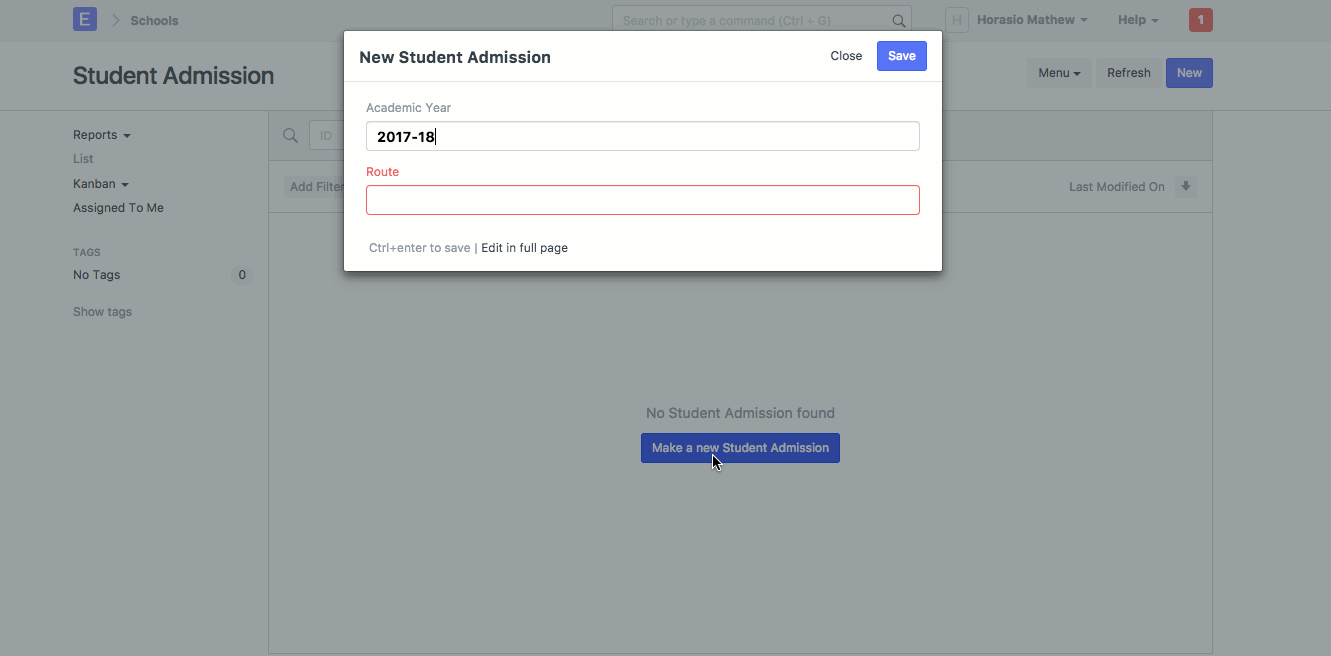 E Schools Search or type a command (Ctrl + G) H Horasio Mathew Help 1
Student Admission
Menu Refresh New
New Student Admission Close Save
Academic Year
2017-18
Route
Ctrl+enter to save | Edit in full page
Reports
List
Kanban
Assigned To Me
TAGS
No Tags 0
Show tags
ID
Add Filter Last Modified On
No Student Admission found
Make a new Student Admission